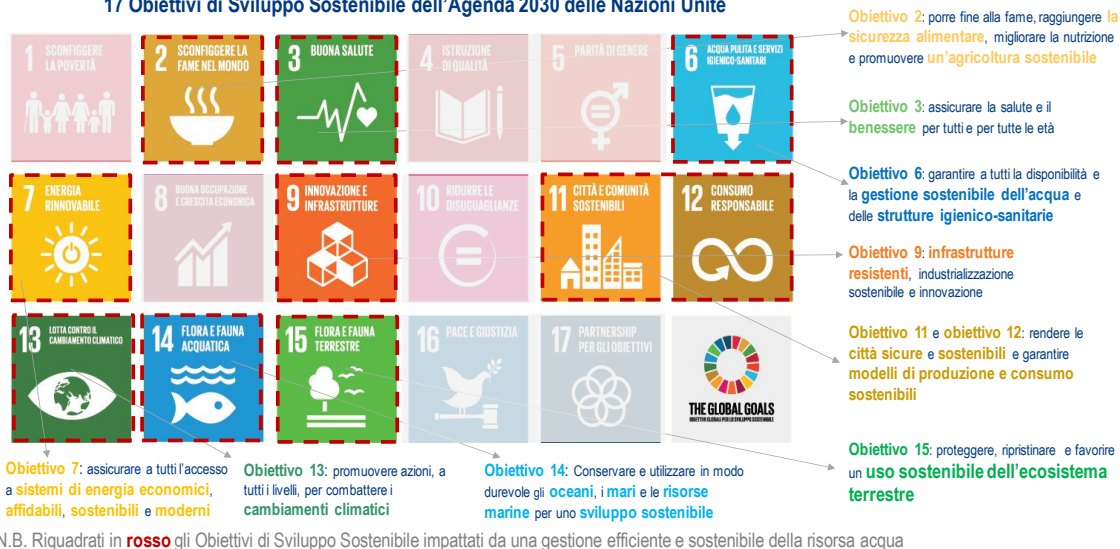 17 Obiettivi di Sviluppo Sostenibile dell'Agenda 2030 delle Nazioni Unite
1 SCONFIGGERE
LA POVERTÀ
2 SCONFIGGERE LA
FAME NEL MONDO
3 BUONA SALUTE
4 ISTRUZIONE
DI QUALITÀ
5 PARITÀ DI GENERE
6 ACQUA PULITA E SERVIZI
IGIENICO-SANITARI
7 ENERGIA
RINNOVABILE
8 BUONA OCCUPAZIONE
E CRESCITA ECONOMICA
9 INNOVAZIONE E
INFRASTRUTTURE
10 RIDURRE LE
DISUGUAGLIANZE
11 CITTÀ E COMUNITÀ
SOSTENIBILI
12 CONSUMO
RESPONSABILE
13 LOTTA CONTRO IL
CAMBIAMENTO CLIMATICO
14 FLORA E FAUNA
ACQUATICA
15 FLORA E FAUNA
TERRESTRE
16 PACE E GIUSTIZIA
17 PARTNERSHIP
PER GLI OBIETTIVI
THE GLOBAL GOALS
OBIETTIVI GLOBALI PER LO SVILUPPO SOSTENIBILE
Obiettivo 2: porre fine alla fame, raggiungere la
sicurezza alimentare, migliorare la nutrizione
e promuovere un'agricoltura sostenibile
Obiettivo 3: assicurare la salute e il
benessere per tutti e per tutte le età
Obiettivo 6: garantire a tutti la disponibilità e
la gestione sostenibile dell'acqua e
delle strutture igienico-sanitarie
Obiettivo 9: infrastrutture
resistenti, industrializzazione
sostenibile e innovazione
Obiettivo 11 e obiettivo 12: rendere le
città sicure e sostenibili e garantire
modelli di produzione e consumo
sostenibili
Obiettivo 15: proteggere, ripristinare e favorire
un uso sostenibile dell'ecosistema
terrestre
Obiettivo 7: assicurare a tutti l'accesso
a sistemi di energia economici,
affidabili, sostenibili e moderni
Obiettivo 13: promuovere azioni, a
tutti i livelli, per combattere i
cambiamenti climatici
Obiettivo 14: Conservare e utilizzare in modo
durevole gli oceani, i mari e le risorse
marine per uno sviluppo sostenibile
N.B. Riquadrati in rosso gli Obiettivi di Sviluppo Sostenibile impattati da una gestione efficiente e sostenibile della risorsa acqua